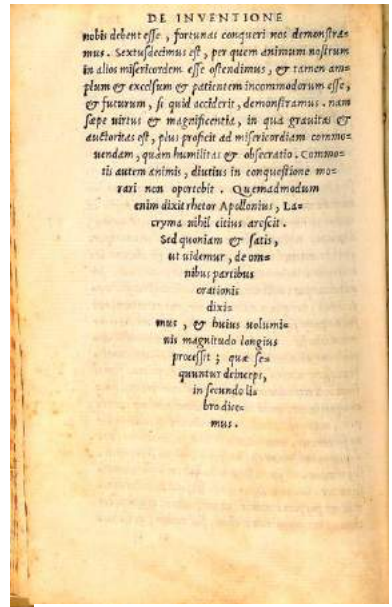 DE INVENTIONE
nobis debent esse, fortunas conqueri nos demonstra=
mus. Sextusdecimus est, per quem animum nostrum
in alios misericordem esse ostendimus, & tamen am=
plum & excelsum & patientem incommodorum esse,
& futurum, si quid acciderit, demonstramus. nam
sæpe uirtus & magnificentia, in qua grauitas &
auctoritas est, plus proficit ad misericordiam commo=
uendam, quàm humilitas & obsecratio. Commo=
tis autem animis, diutius in conquestione mo=
rari non oportebit. Quemadmodum
enim dixit rhetor Apollonius, La=
cryma nihil citius arescit.
Sed quoniam & satis,
ut uidemur, de om=
nibus partibus
orationis
dixi=
mus, & huius uolumi=
nis magnitudo longius
processit; quæ se=
quuntur deinceps,
in secundo li=
bro dice=
mus.